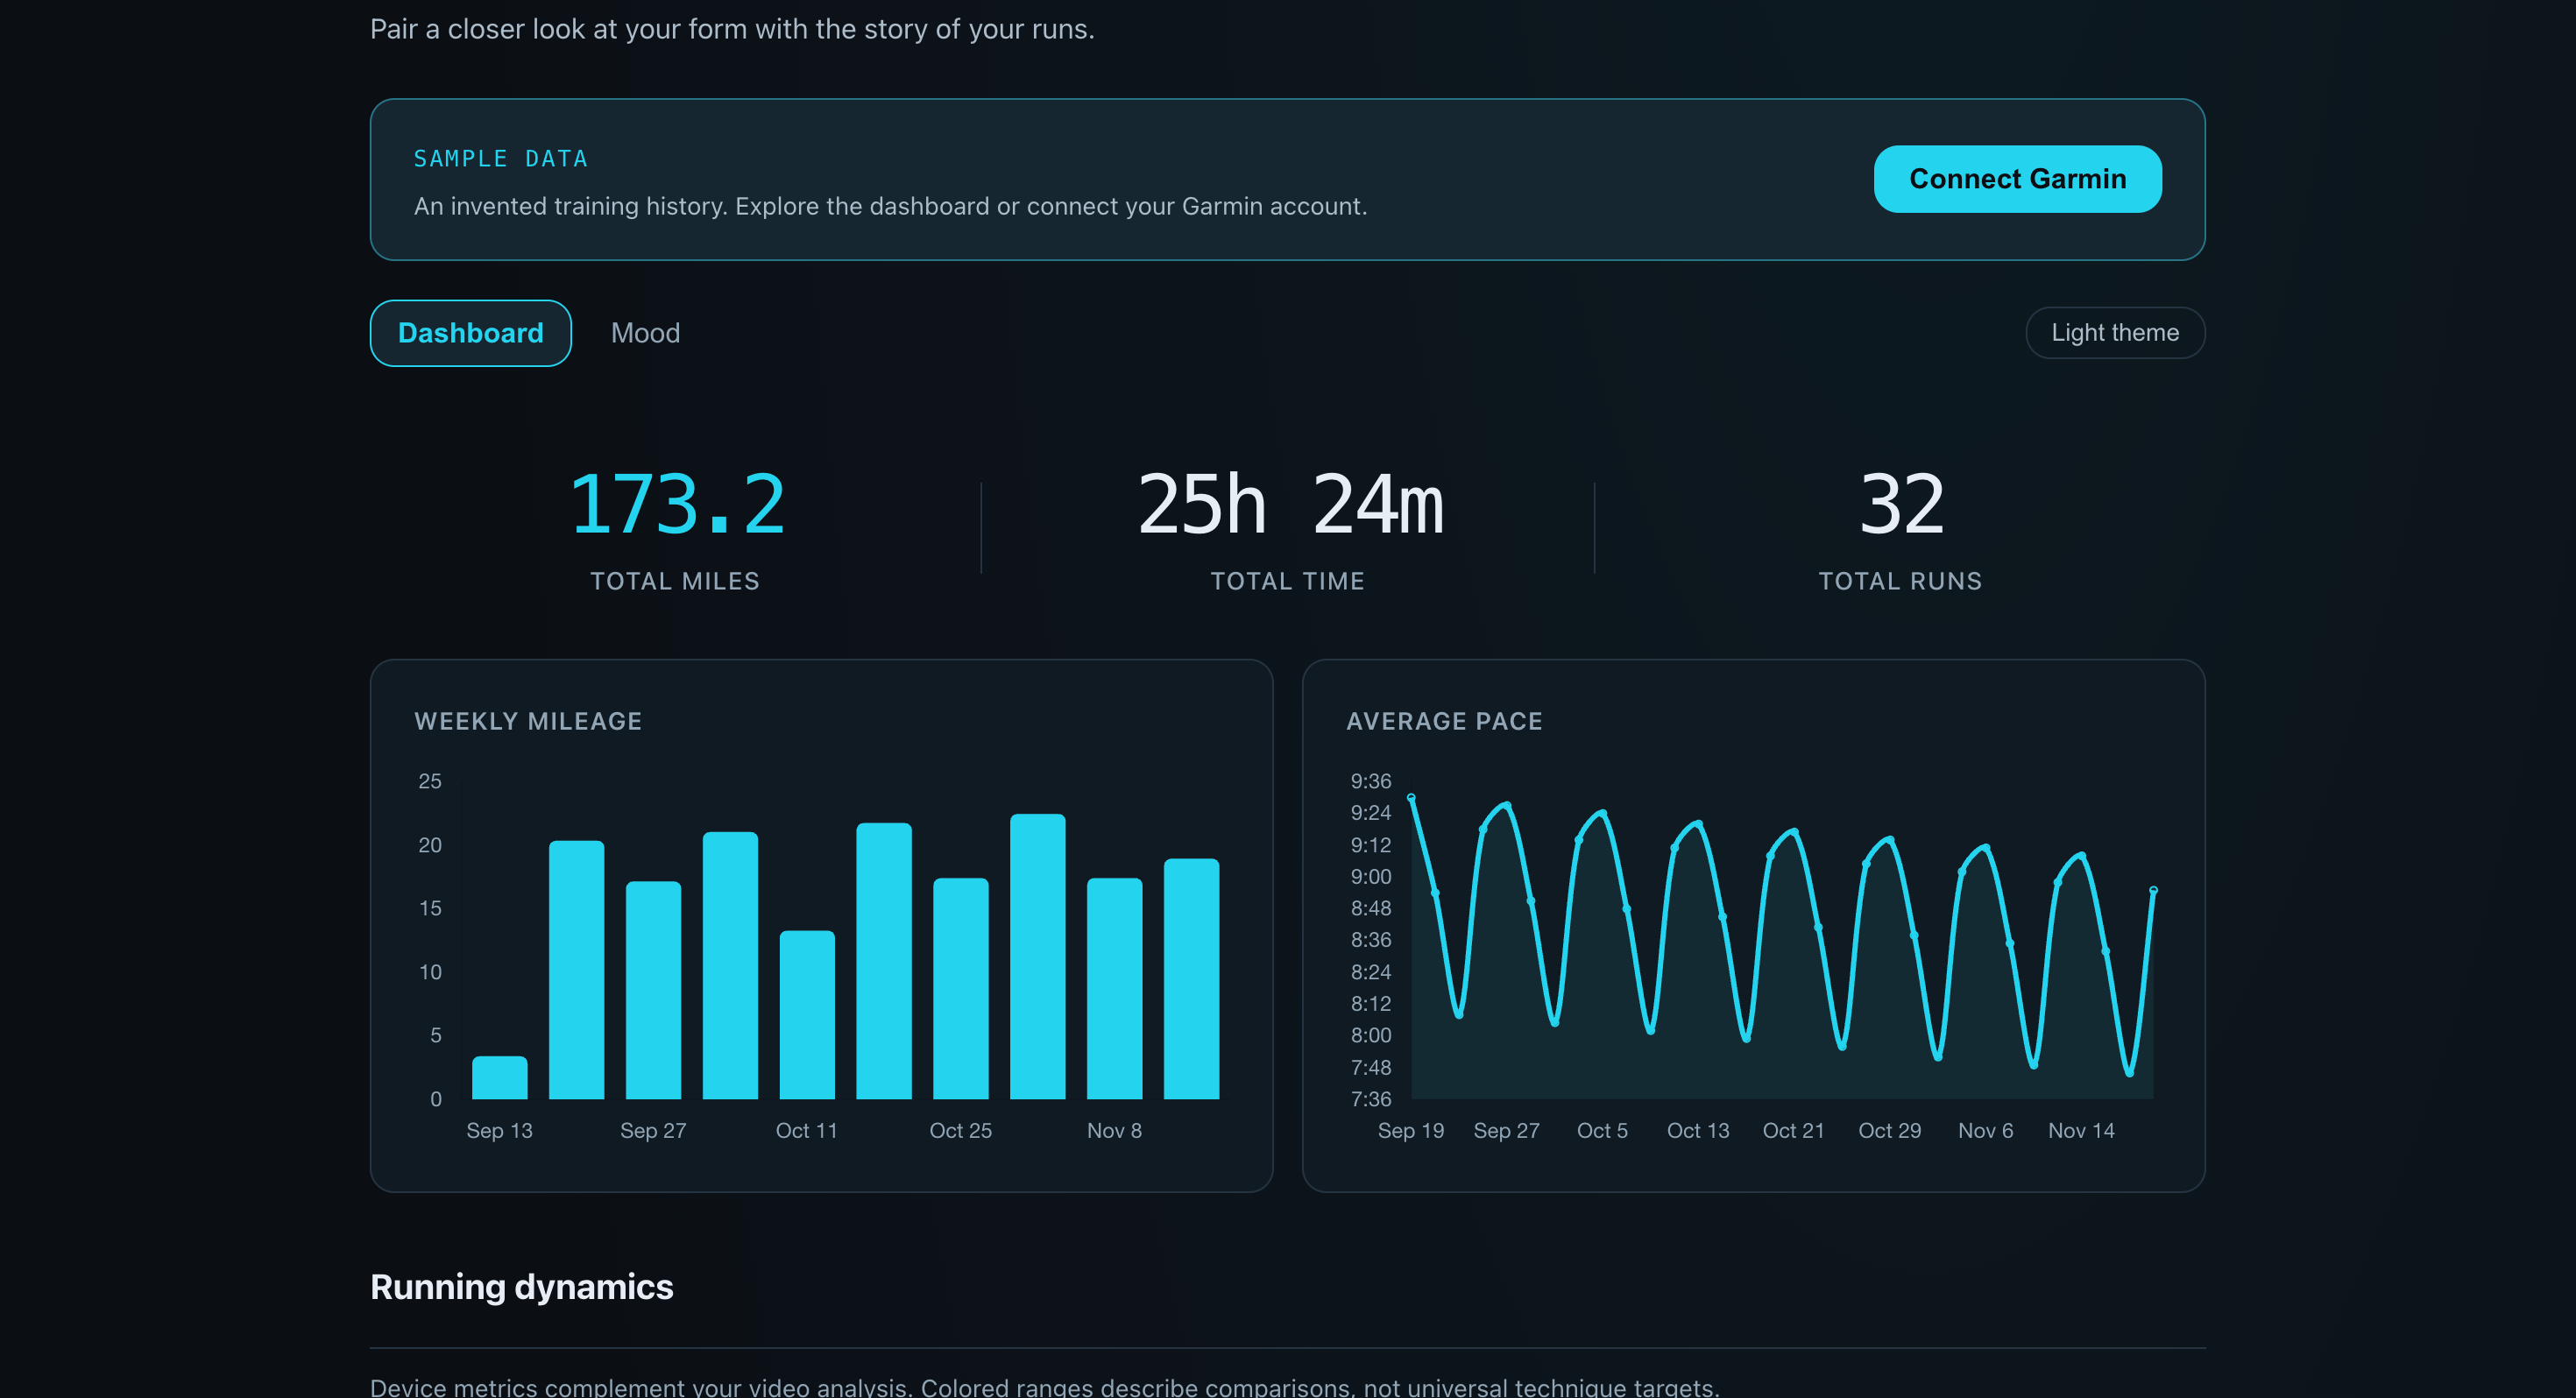 Pair a closer look at your form with the story of your runs.
SAMPLE DATA
An invented training history. Explore the dashboard or connect your Garmin account.
Connect Garmin
Dashboard
Mood
Light theme
173.2
TOTAL MILES
25h 24m
TOTAL TIME
32
TOTAL RUNS
WEEKLY MILEAGE
25
20
15
10
5
0
Sep 13
Sep 27
Oct 11
Oct 25
Nov 8
AVERAGE PACE
9:36
9:24
9:12
9:00
8:48
8:36
8:24
8:12
8:00
7:48
7:36
Sep 19
Sep 27
Oct 5
Oct 13
Oct 21
Oct 29
Nov 6
Nov 14
Running dynamics
Device metrics complement your video analysis. Colored ranges describe comparisons, not universal technique targets.